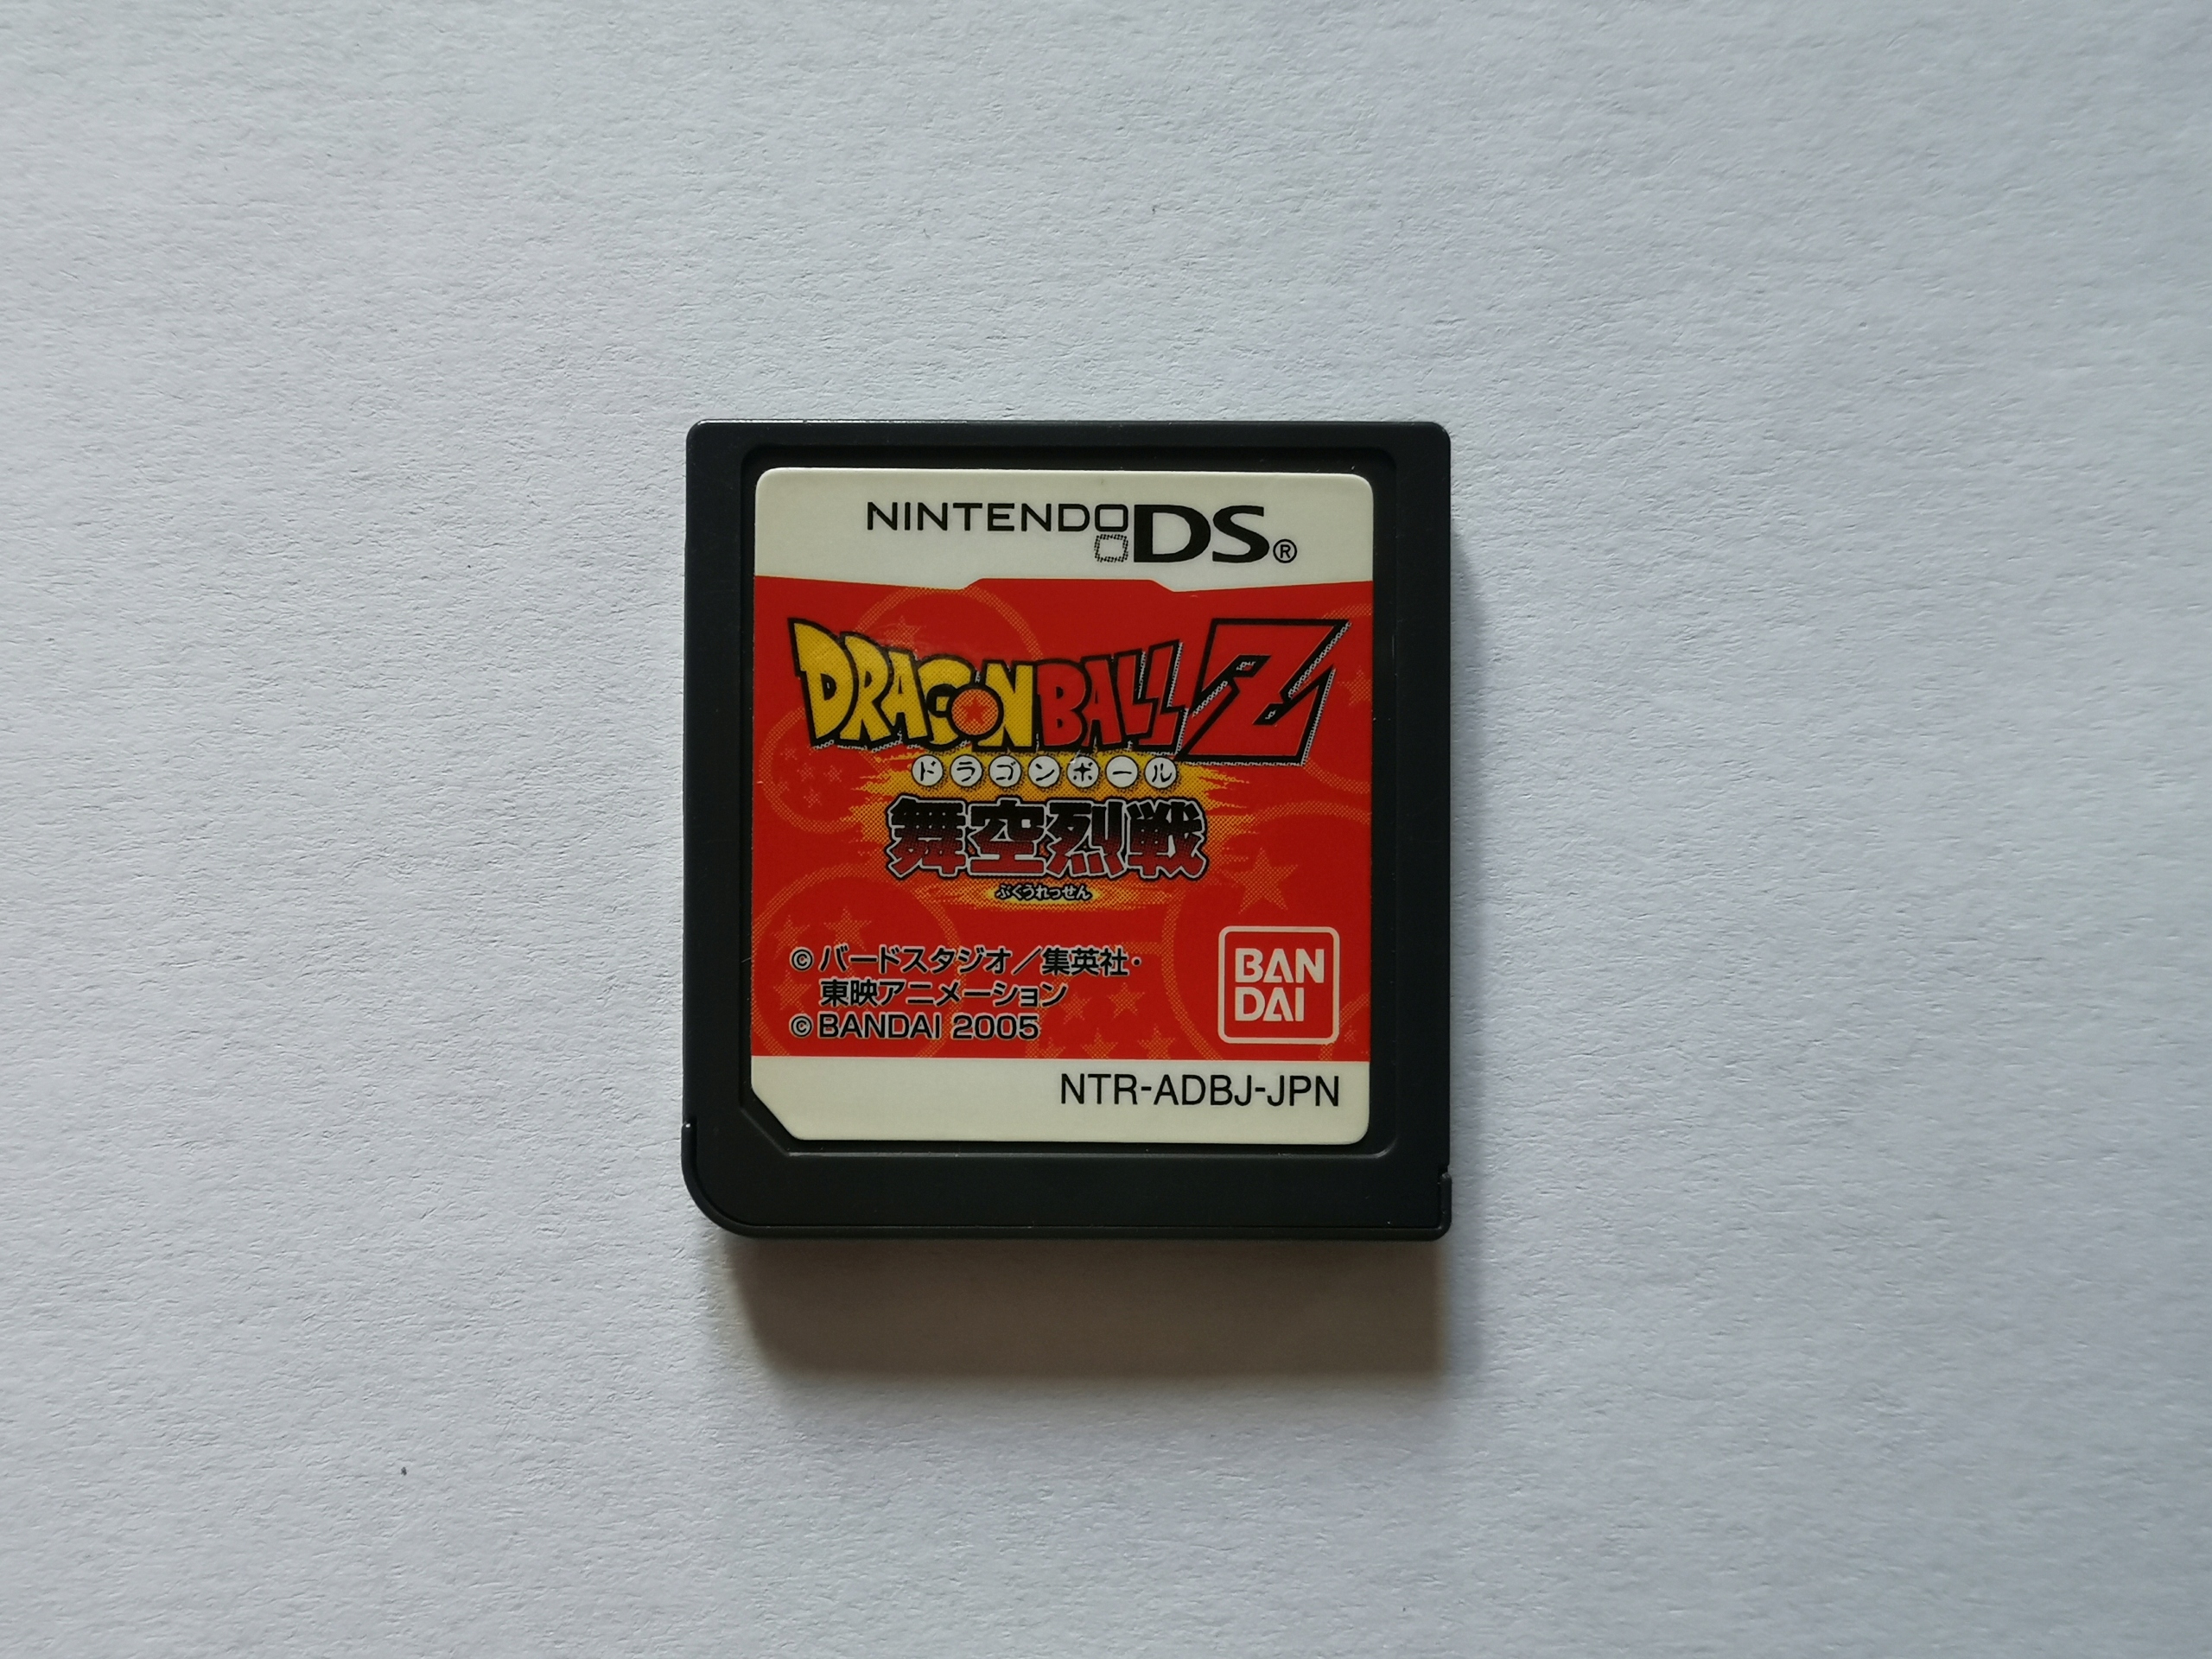 NINTENDO DS®
DRAGON BALL Z
ドラゴンボール
舞空烈戦
ぶくうれっせん
© バードスタジオ／集英社・
東映アニメーション
© BANDAI 2005
BAN
DAI
NTR-ADBJ-JPN